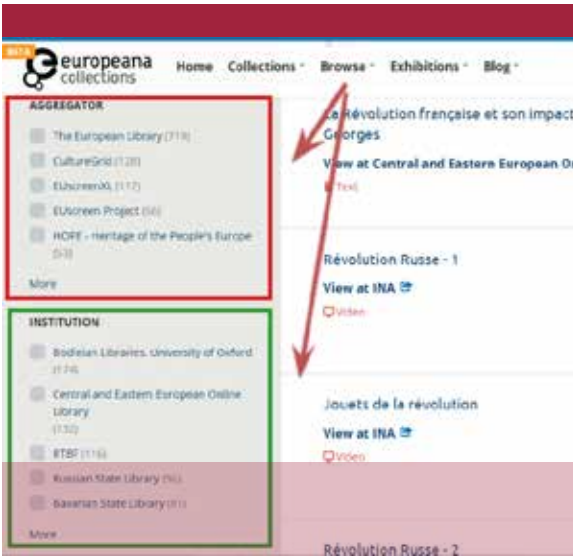 BETA
europeana
collections
Home Collections Browse Exhibitions Blog
AGGREGATOR
The European Library (719)
CultureGrid (128)
EUscreenXL (117)
EUscreen Project
HOPE - Heritage of the People's Europe
More
INSTITUTION
Bodleian Libraries, University of Oxford
(174)
Central and Eastern European Online
Library
(132)
RTBF (116)
Russian State Library
Bavarian State Library
More
La Révolution française et son impact
Georges
View at Central and Eastern European
Text
Révolution Russe - 1
View at INA
Video
Jouets de la révolution
View at INA
Video
Révolution Russe - 2